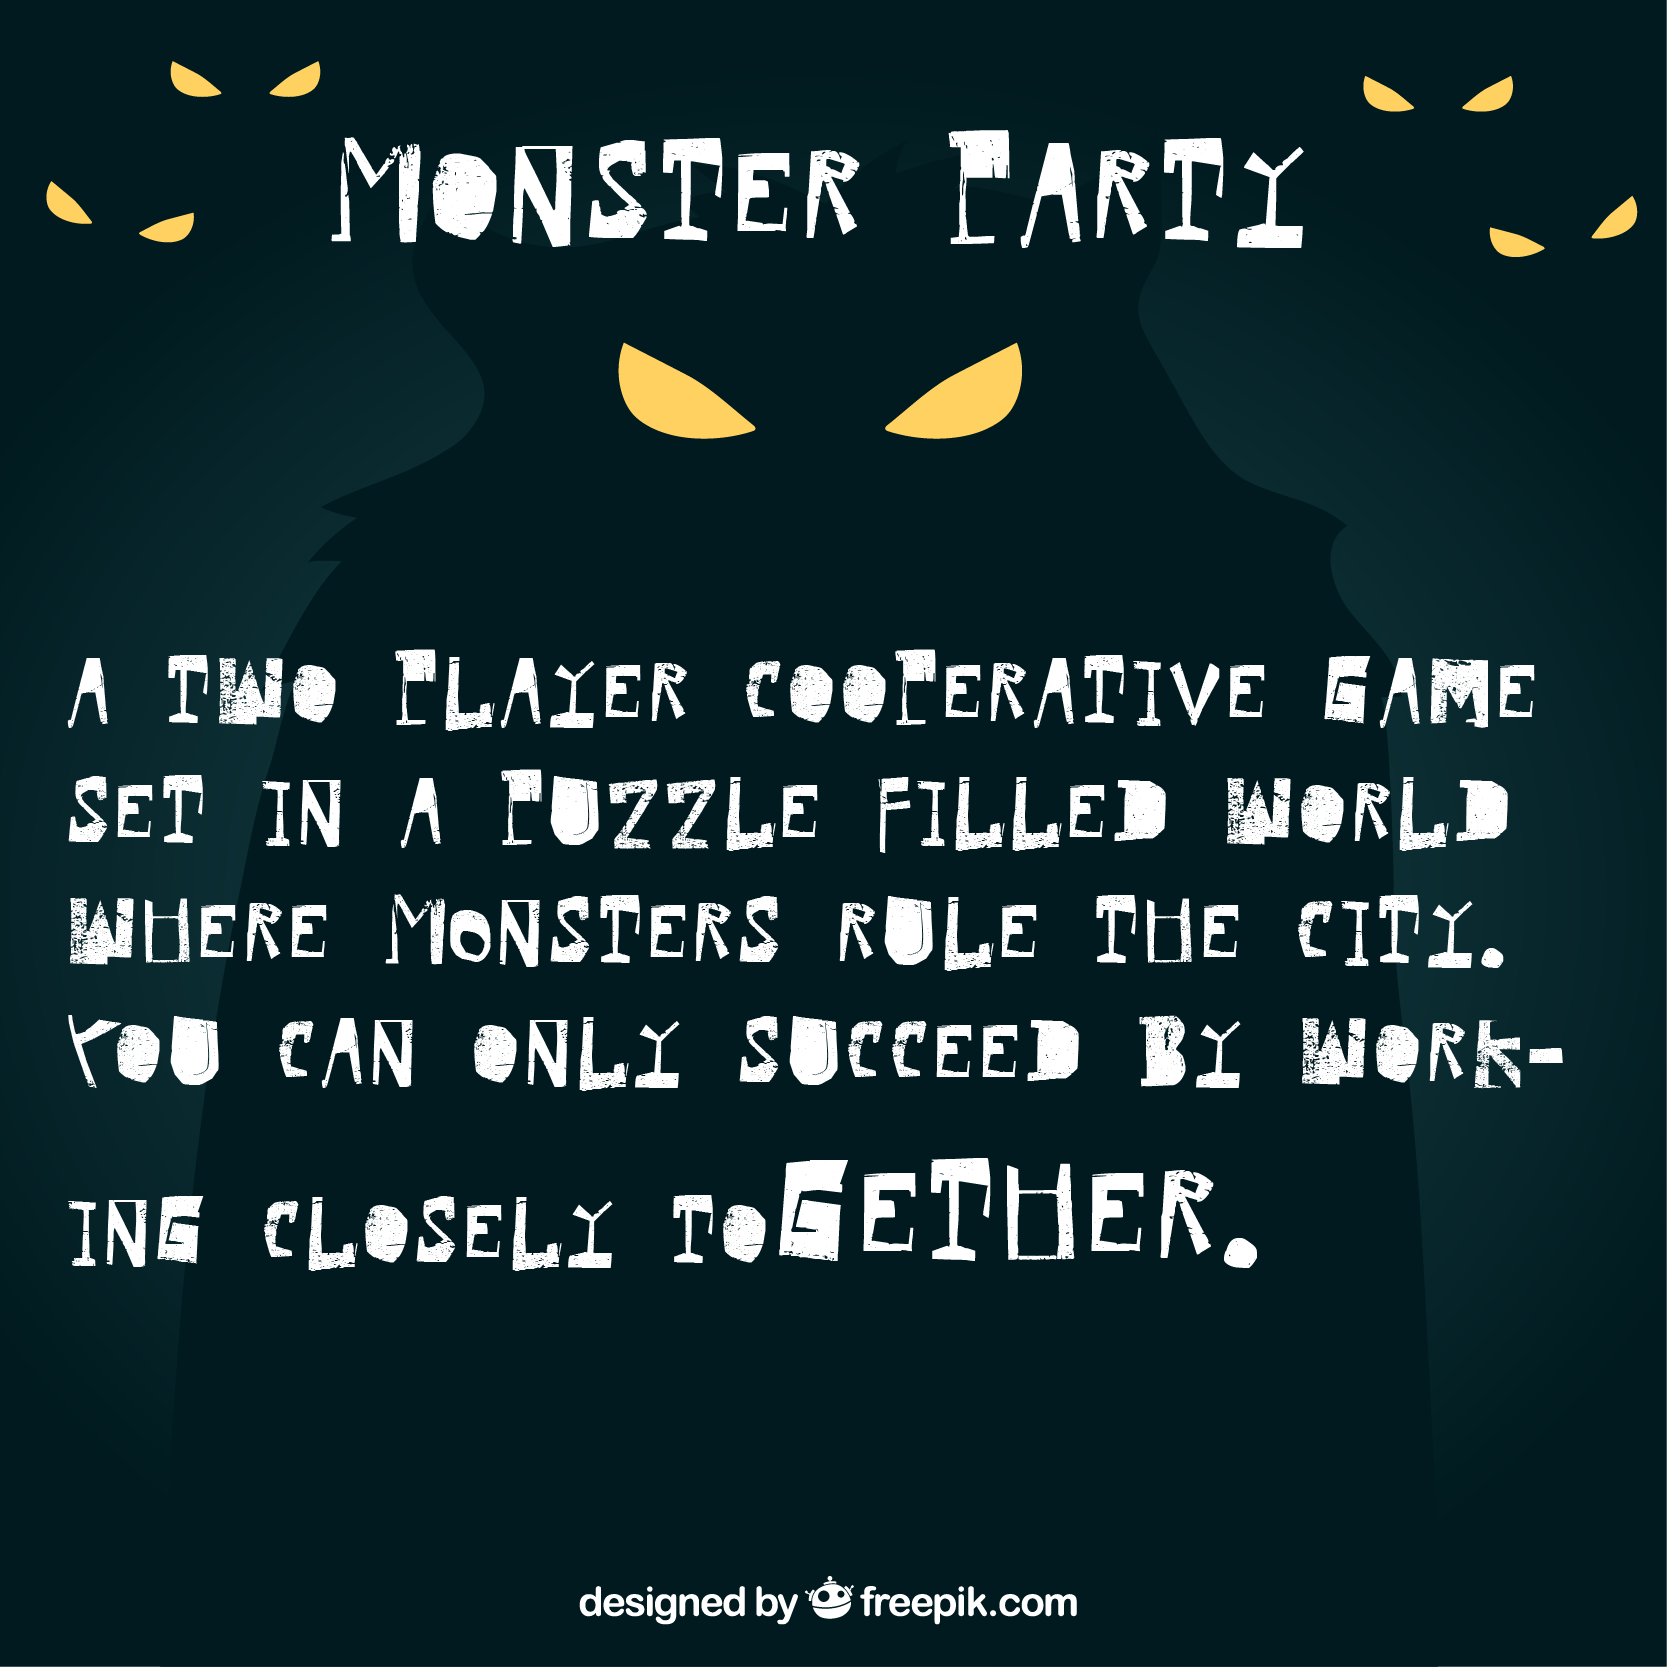 MONSTER PARTY
A TWO PLAYER COOPERATIVE GAME
SET IN A PUZZLE FILLED WORLD
WHERE MONSTERS RULE THE CITY.
YOU CAN ONLY SUCCEED BY WORK-
ING CLOSELY TOGETHER.
designed by freepik.com